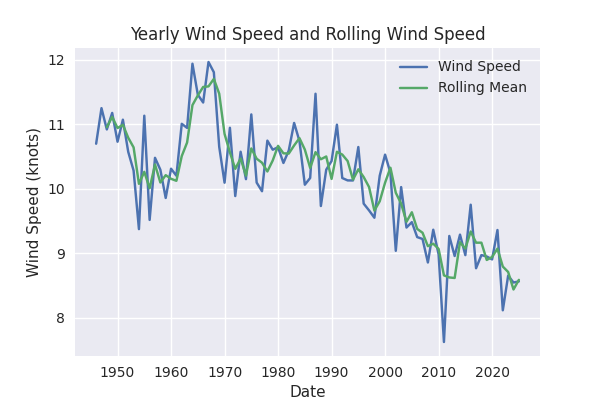 Yearly Wind Speed and Rolling Wind Speed
Wind Speed
Rolling Mean
Wind Speed (knots)
12
11
10
9
8
1950 1960 1970 1980 1990 2000 2010 2020
Date